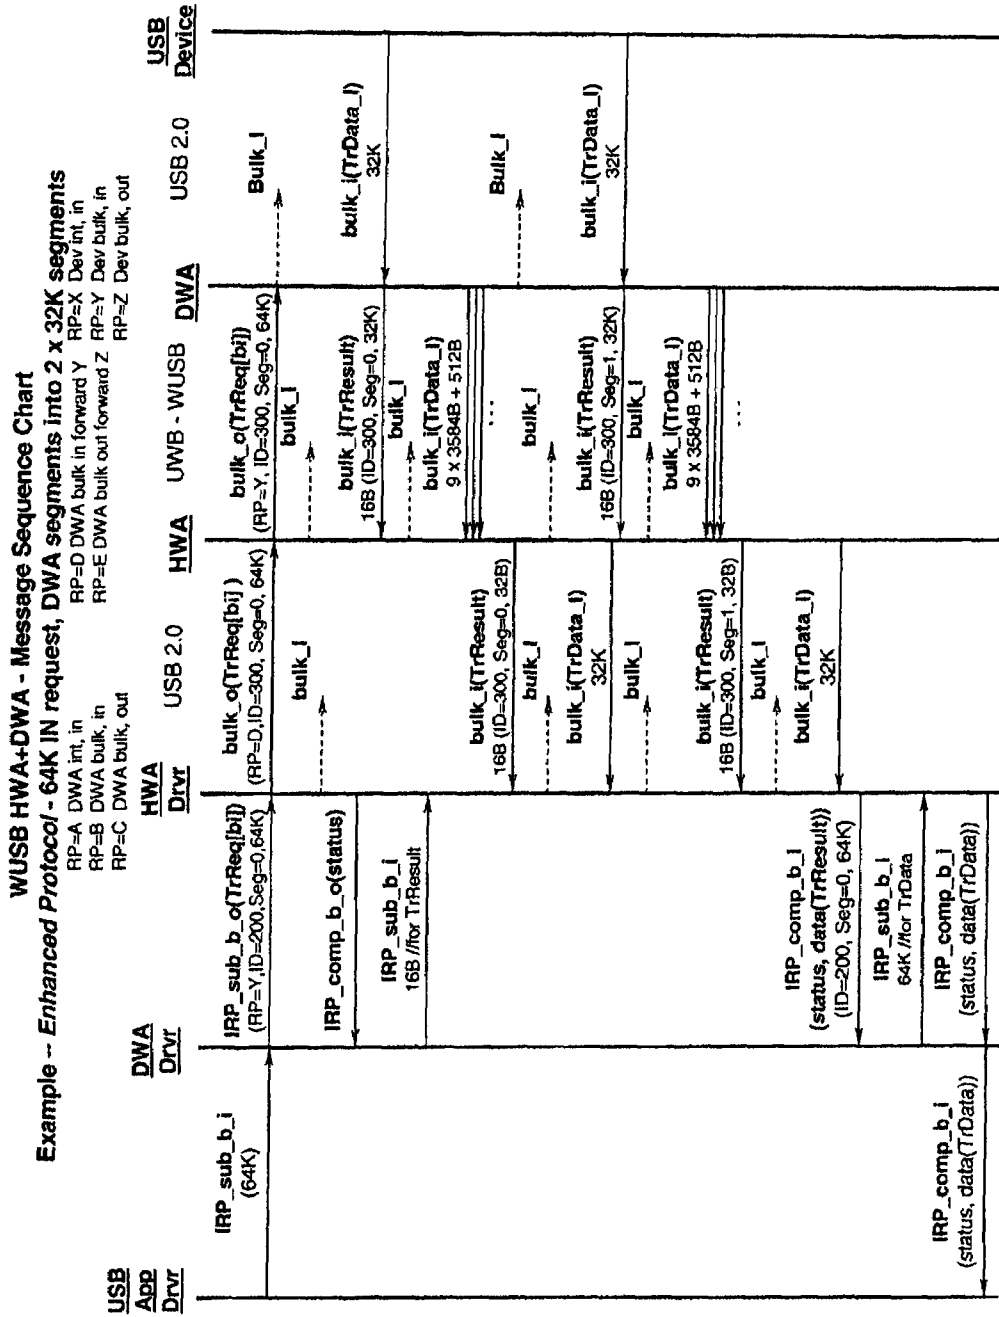 WUSB HWA+DWA - Message Sequence Chart
Example -- Enhanced Protocol - 64K IN request, DWA segments into 2 x 32K segments
RP=A DWA int, in
RP=B DWA bulk, in
RP=C DWA bulk, out
RP=D DWA bulk in forward Y
RP=E DWA bulk out forward Z
RP=X Dev int, in
RP=Y Dev bulk, in
RP=Z Dev bulk, out
USB
App
Drvr
DWA
Drvr
HWA
Drvr
USB 2.0
HWA
UWB - WUSB
DWA
USB 2.0
USB
Device
IRP_sub_b_i
(64K)
IRP_comp_b_i
(status, data(TrData))
IRP_sub_b_o(TrReq[bi])
(RP=Y,ID=200,Seg=0,64K)
IRP_comp_b_o(status)
IRP_sub_b_i
16B //for TrResult
IRP_comp_b_i
(status, data(TrResult))
(ID=200, Seg=0, 64K)
IRP_sub_b_i
64K //for TrData
IRP_comp_b_i
(status, data(TrData))
bulk_o(TrReq[bi] )
(RP=D,ID=300, Seg=0, 64K)
bulk_I
bulk_i(TrResult)
16B (ID=300, Seg=0, 32B)
bulk_I
bulk_i(TrData_I)
32K
bulk_I
bulk_i(TrResult)
16B (ID=300, Seg=1, 32B)
bulk_I
bulk_i(TrData_I)
32K
bulk_o(TrReq[bi])
(RP=Y, ID=300, Seg=0, 64K)
bulk_I
bulk_i(TrResult)
16B (ID=300, Seg=0, 32K)
bulk_I
bulk_i(TrData_I)
9 x 3584B + 512B
...
bulk_I
bulk_i(TrResult)
16B (ID=300, Seg=1, 32K)
bulk_I
bulk_i(TrData_I)
9 x 3584B + 512B
...
Bulk_I
bulk_i(TrData_I)
32K
Bulk_I
bulk_i(TrData_I)
32K